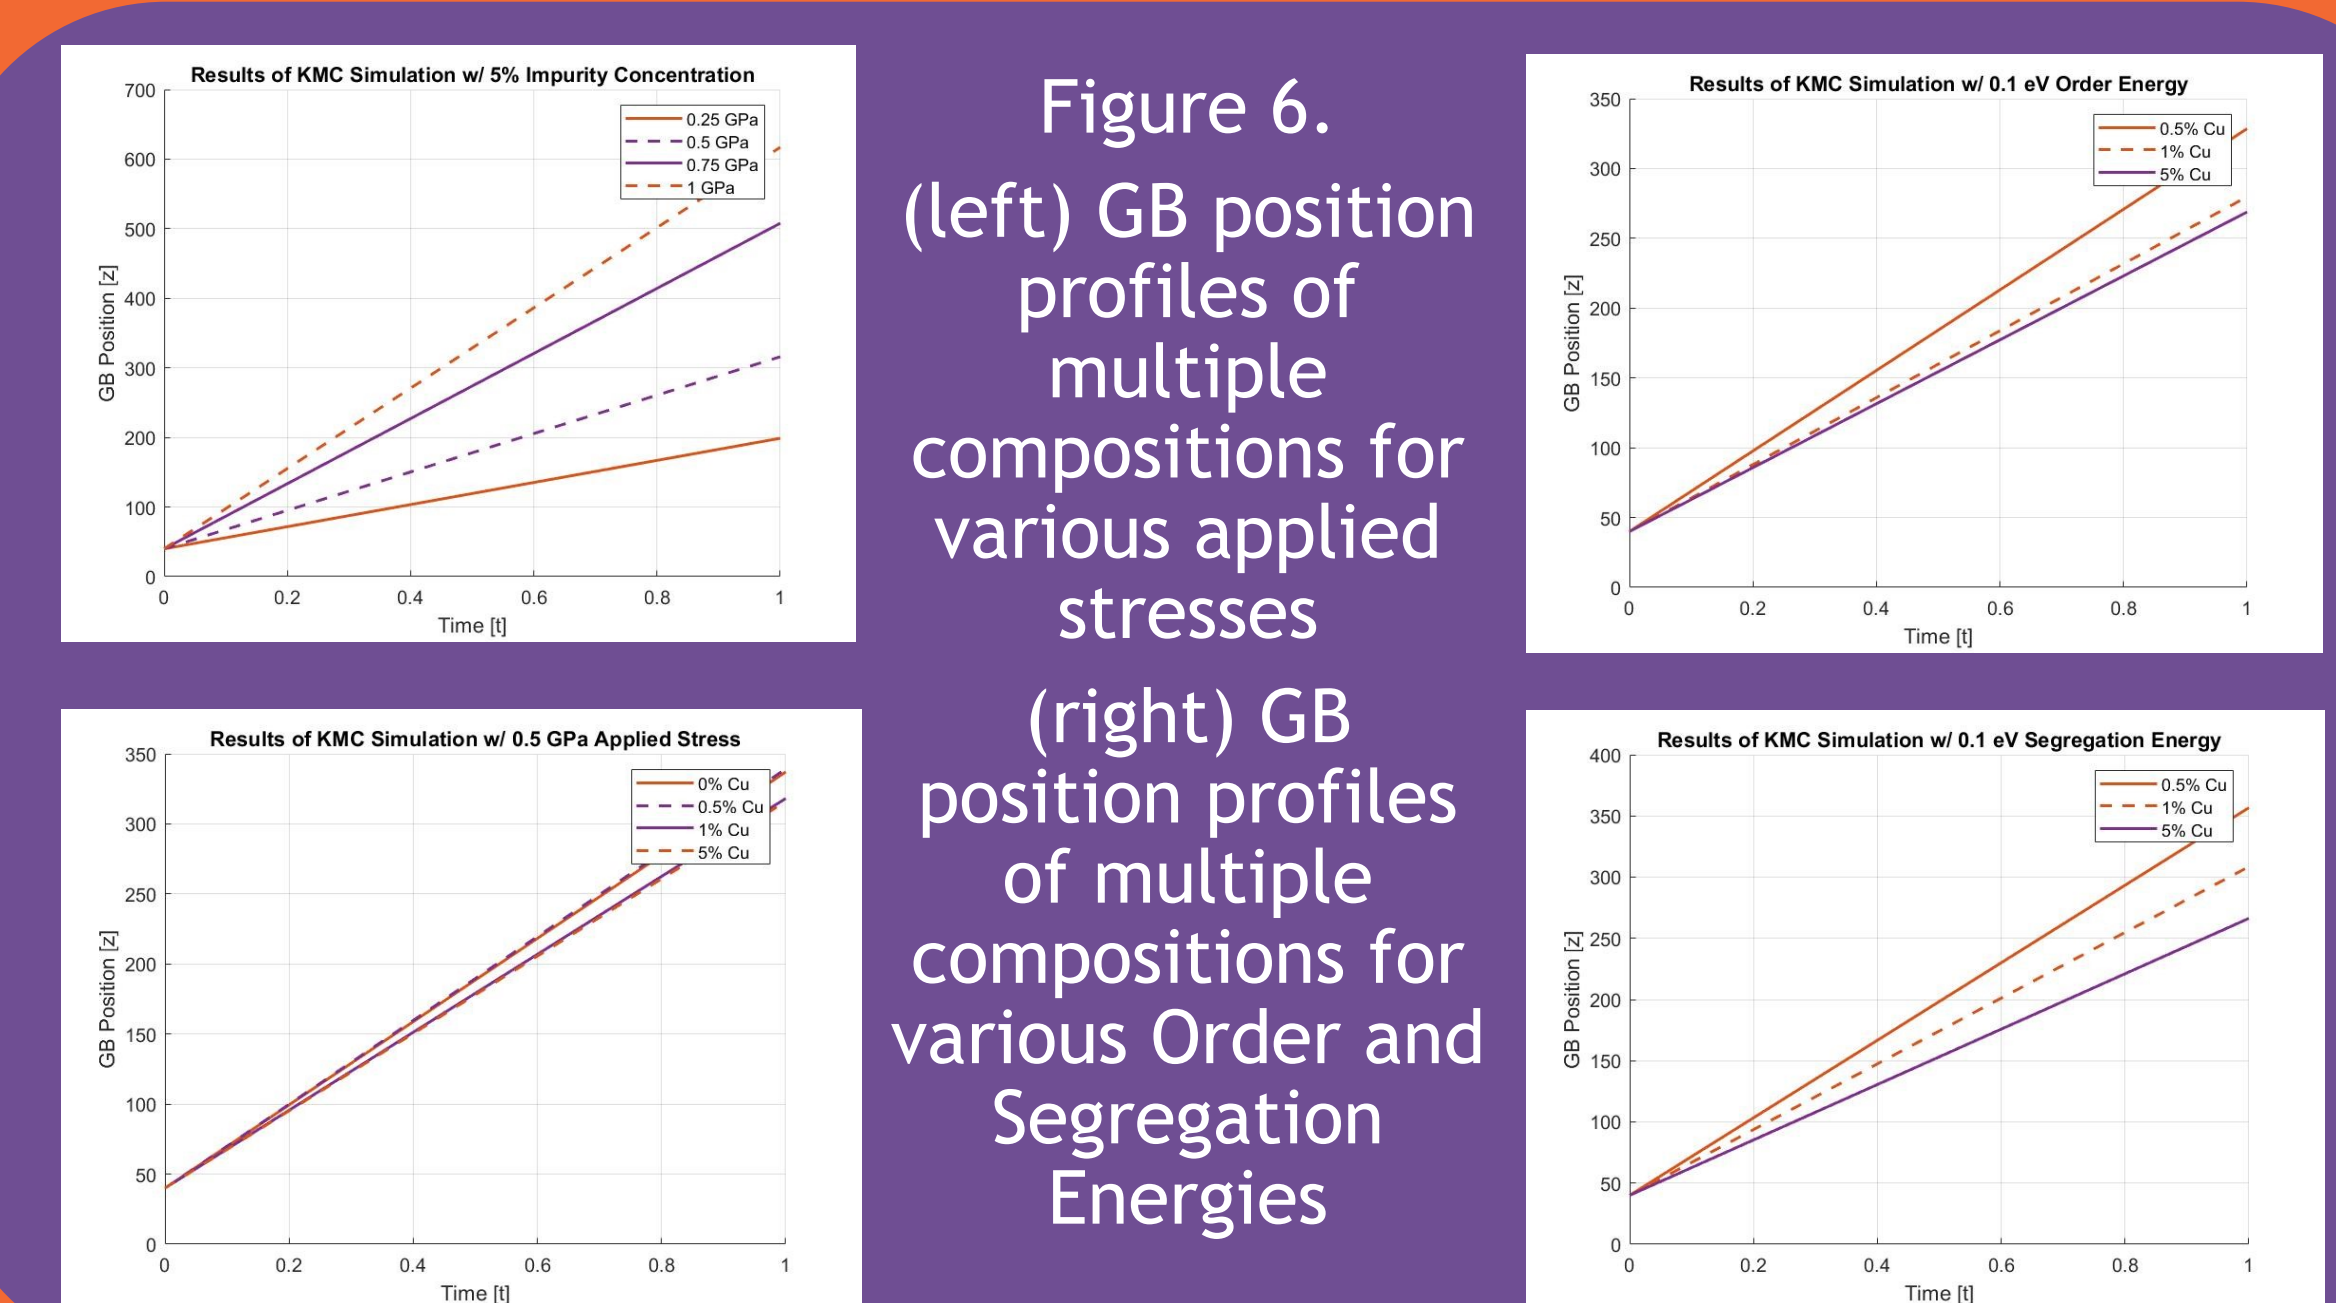 Results of KMC Simulation w/ 5% Impurity Concentration
700
600
500
400
300
200
100
0
GB Position [z]
0 0.2 0.4 0.6 0.8 1
Time [t]
0.25 GPa
0.5 GPa
0.75 GPa
1 GPa
Results of KMC Simulation w/ 0.5 GPa Applied Stress
350
300
250
200
150
100
50
0
GB Position [z]
0 0.2 0.4 0.6 0.8 1
Time [t]
0% Cu
0.5% Cu
1% Cu
5% Cu
Figure 6.
(left) GB position
profiles of
multiple
compositions for
various applied
stresses
(right) GB
position profiles
of multiple
compositions for
various Order and
Segregation
Energies
Results of KMC Simulation w/ 0.1 eV Order Energy
350
300
250
200
150
100
50
0
GB Position [z]
0 0.2 0.4 0.6 0.8 1
Time [t]
0.5% Cu
1% Cu
5% Cu
Results of KMC Simulation w/ 0.1 eV Segregation Energy
400
350
300
250
200
150
100
50
0
GB Position [z]
0 0.2 0.4 0.6 0.8 1
Time [t]
0.5% Cu
1% Cu
5% Cu